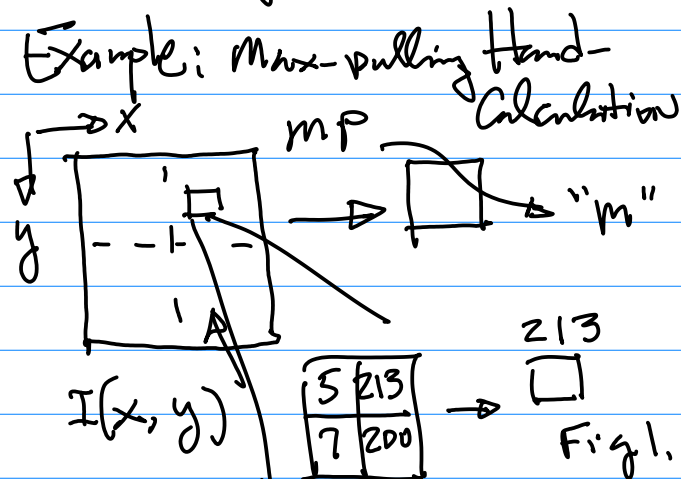 Example: Max-pulling Hand-
Calculation
x
y
MP
"m"
I(x, y)
5 213
7 200
213
Fig 1.